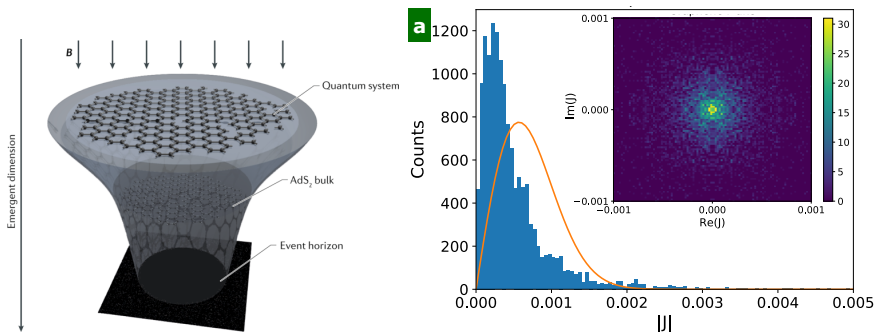 B
Quantum system
AdS₂ bulk
Event horizon
Emergent dimension
a
1200
1000
800
600
400
200
0
Counts
0.000
0.001
0.002
0.003
0.004
0.005
|J|
0.001
0.000
−0.001
Im(J)
−0.001
0.000
0.001
Re(J)
30
25
20
15
10
5
0